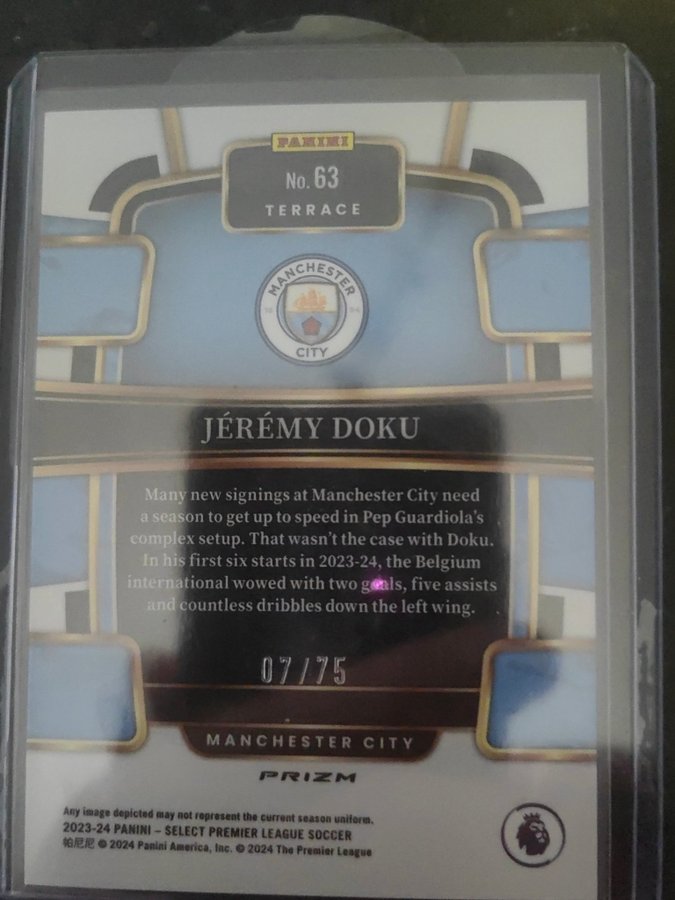 PANINI
No. 63
TERRACE
MANCHESTER
18 94
CITY
JÉRÉMY DOKU
Many new signings at Manchester City need
a season to get up to speed in Pep Guardiola's
complex setup. That wasn't the case with Doku.
In his first six starts in 2023-24, the Belgium
international wowed with two goals, five assists
and countless dribbles down the left wing.
07/75
MANCHESTER CITY
PRIZM
Any image depicted may not represent the current season uniform.
2023-24 PANINI – SELECT PREMIER LEAGUE SOCCER
帕尼尼 © 2024 Panini America, Inc. © 2024 The Premier League